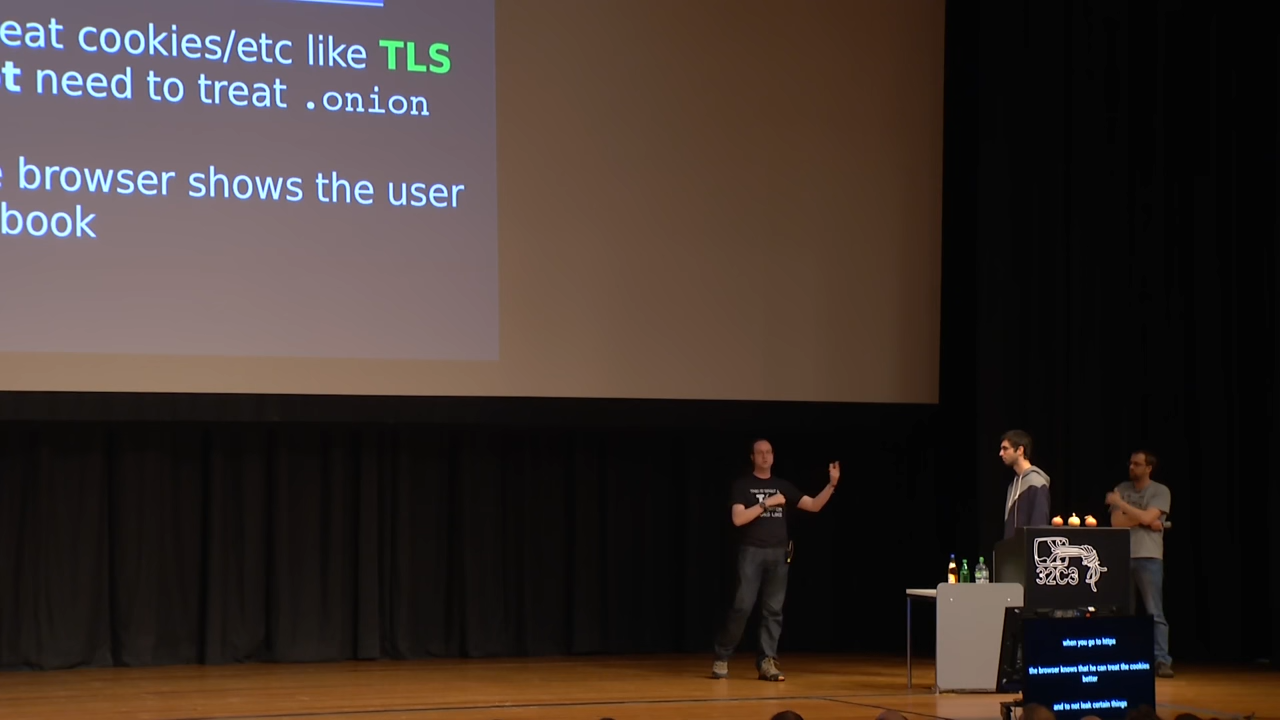 eat cookies/etc like TLS
t need to treat .onion
browser shows the user
book
32C3
when you go to https
the browser knows that he can treat the cookies
better
and to not leak certain things